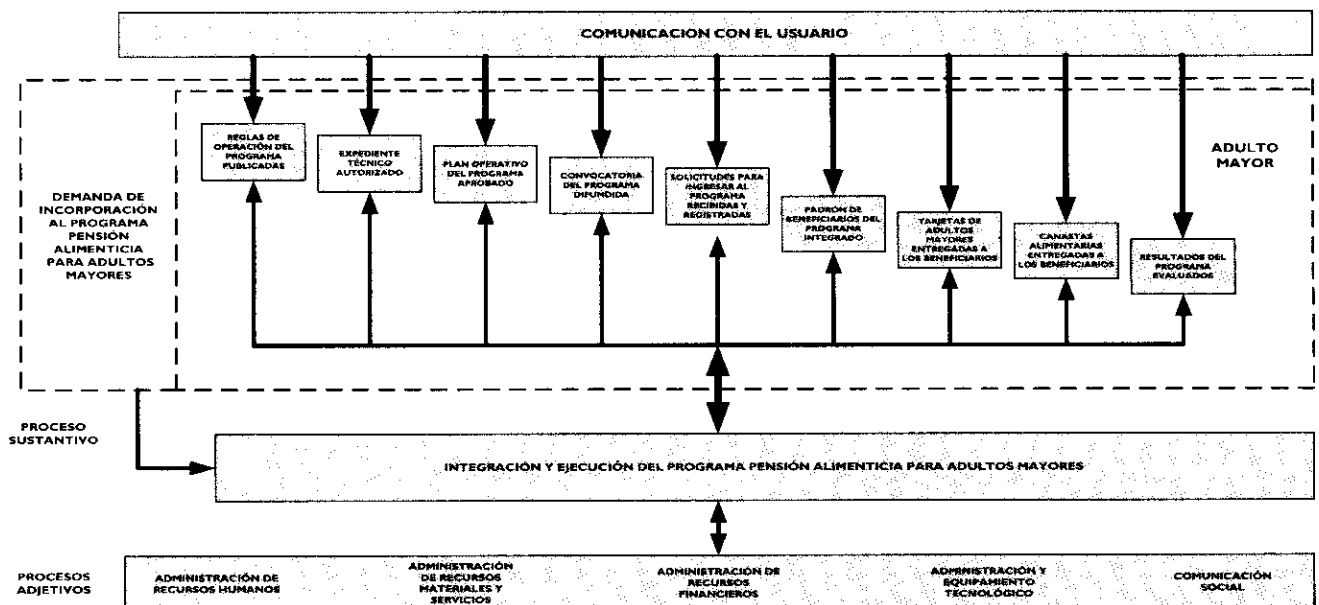 COMUNICACION CON EL USUARIO
REGLAS DE
OPERACIÓN DEL
PROGRAMA
PUBLICADAS
EXPEDIENTE
TÉCNICO
AUTORIZADO
PLAN OPERATIVO
DEL PROGRAMA
APROBADO
CONVOCATORIA
DEL PROGRAMA
DIFUNDIDA
SOLICITUDES PARA
INGRESAR AL
PROGRAMA
RECIBIDAS Y
REGISTRADAS
PADRÓN DE
BENEFICIARIOS DEL
PROGRAMA
INTEGRADO
TARJETAS DE
ADULTOS
MAYORES
ENTREGADAS A
LOS BENEFICIARIOS
CANASTAS
ALIMENTARIAS
ENTREGADAS A
LOS BENEFICIARIOS
RESULTADOS DEL
PROGRAMA
EVALUADOS
ADULTO
MAYOR
DEMANDA DE
INCORPORACIÓN
AL PROGRAMA
PENSIÓN
ALIMENTICIA
PARA ADULTOS
MAYORES
PROCESO
SUSTANTIVO
INTEGRACIÓN Y EJECUCIÓN DEL PROGRAMA PENSIÓN ALIMENTICIA PARA ADULTOS MAYORES
PROCESOS
ADJETIVOS
ADMINISTRACIÓN DE
RECURSOS HUMANOS
ADMINISTRACIÓN
DE RECURSOS
MATERIALES Y
SERVICIOS
ADMINISTRACIÓN DE
RECURSOS
FINANCIEROS
ADMINISTRACIÓN Y
EQUIPAMIENTO
TECNOLÓGICO
COMUNICACIÓN
SOCIAL